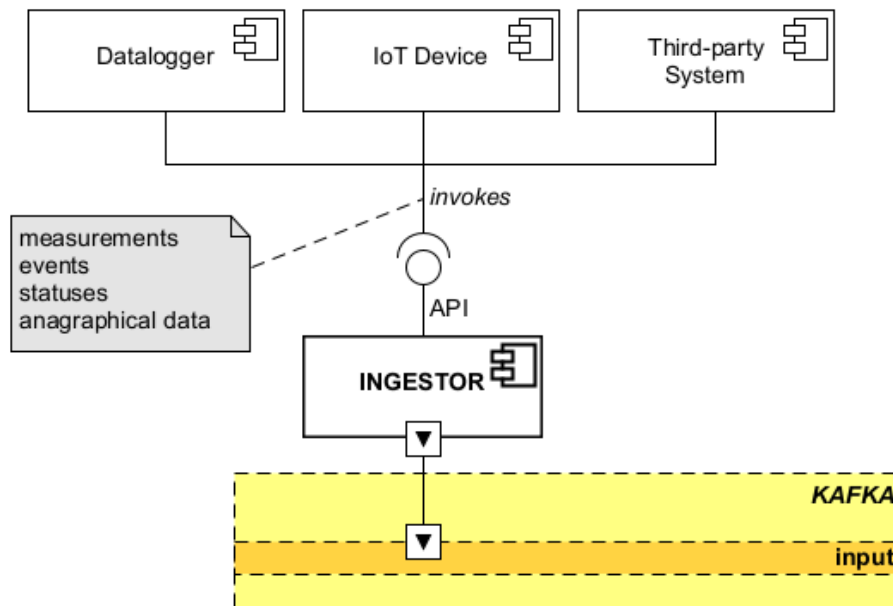 Datalogger
IoT Device
Third-party
System
invokes
measurements
events
statuses
anagraphical data
API
INGESTOR
KAFKA
input